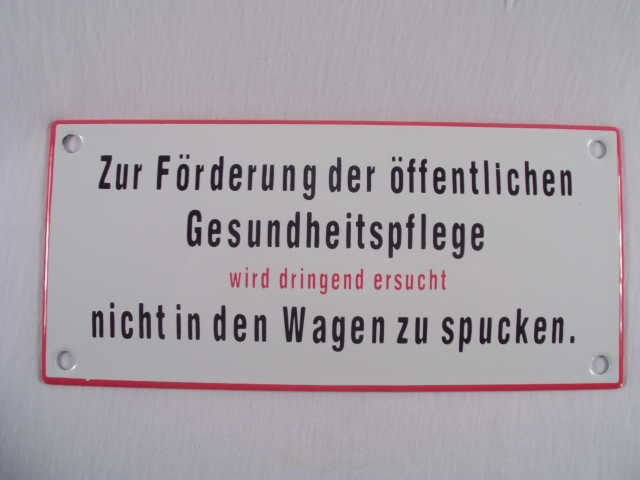 Zur Förderung der öffentlichen
Gesundheitspflege
wird dringend ersucht
nicht in den Wagen zu spucken.